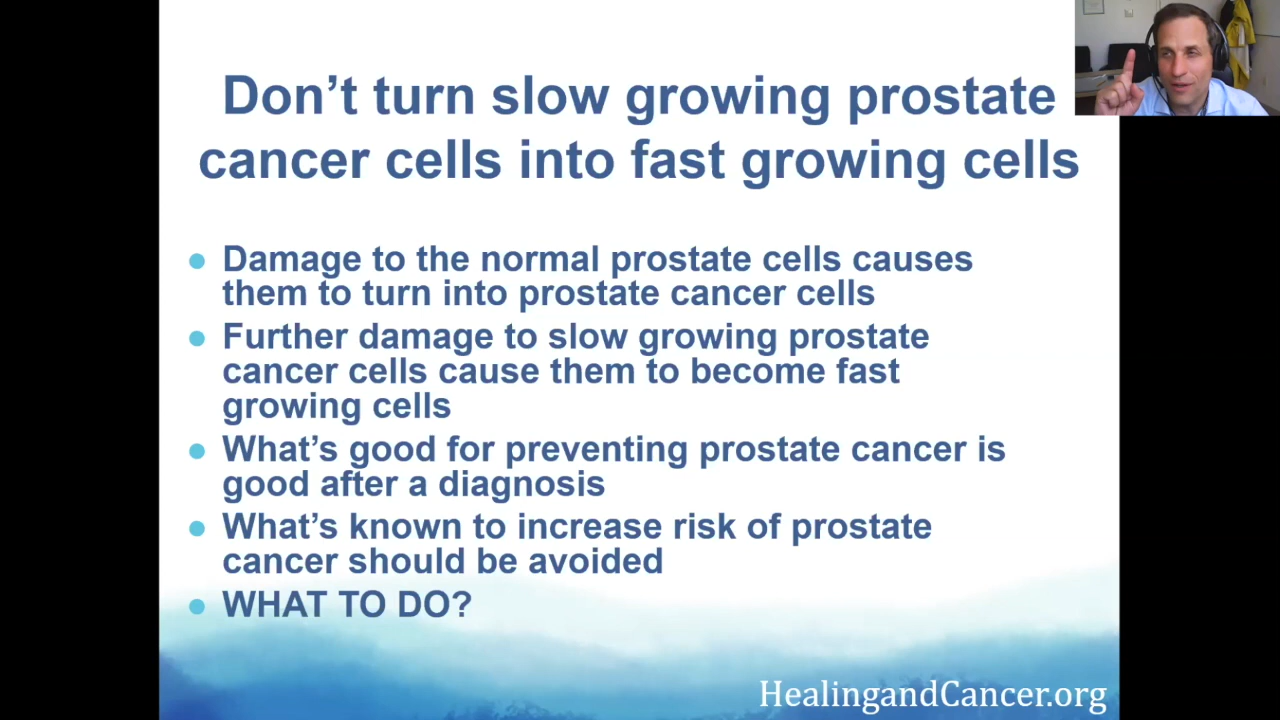 Don’t turn slow growing prostate
cancer cells into fast growing cells
Damage to the normal prostate cells causes
them to turn into prostate cancer cells
Further damage to slow growing prostate
cancer cells cause them to become fast
growing cells
What’s good for preventing prostate cancer is
good after a diagnosis
What’s known to increase risk of prostate
cancer should be avoided
WHAT TO DO?
HealingandCancer.org